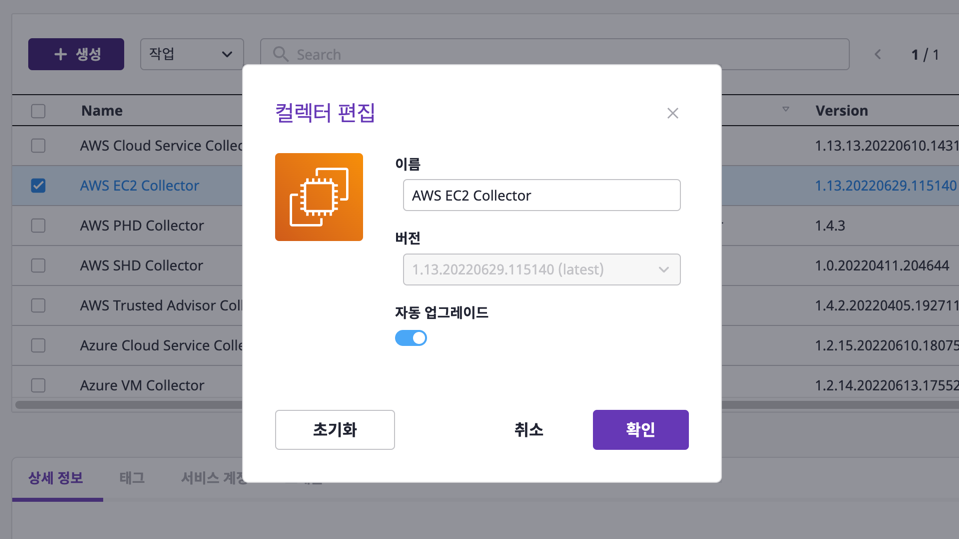 생성
작업
Search
1 / 1
Name
Version
AWS Cloud Service
1.13.13.20220610.1431
AWS EC2 Collector
1.13.20220629.115140
AWS PHD Collector
1.4.3
AWS SHD Collector
1.0.20220411.204644
AWS Trusted Advisor
1.4.2.20220405.192711
Azure Cloud Service
1.2.15.20220610.18075
Azure VM Collector
1.2.14.20220613.17552
컬렉터 편집
이름
AWS EC2 Collector
버전
1.13.20220629.115140 (latest)
자동 업그레이드
초기화
취소
확인
상세 정보
태그
서비스